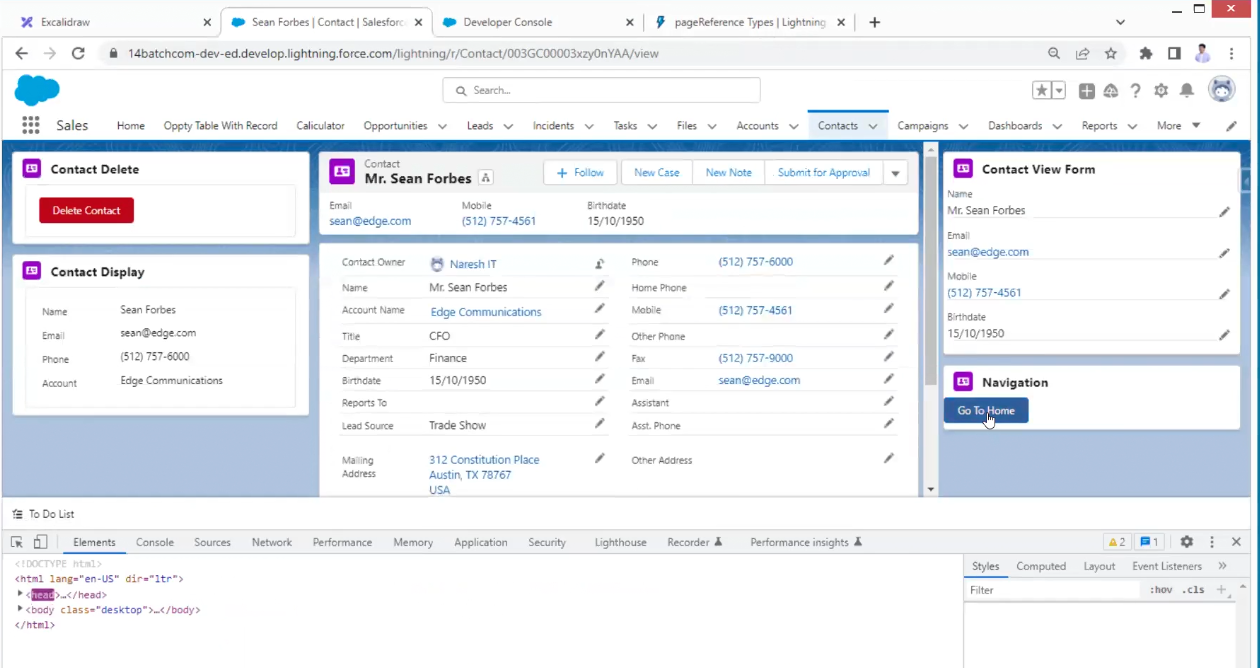 Excalidraw
Sean Forbes | Contact | Salesforc
Developer Console
pageReference Types | Lightning
14batchcom-dev-ed.develop.lightning.force.com/lightning/r/Contact/003GC00003xzy0nYAA/view
Search...
Sales
Home
Oppty Table With Record
Calculator
Opportunities
Leads
Incidents
Tasks
Files
Accounts
Contacts
Campaigns
Dashboards
Reports
More
Contact Delete
Delete Contact
Contact Display
Name Sean Forbes
Email sean@edge.com
Phone (512) 757-6000
Account Edge Communications
Contact
Mr. Sean Forbes
+ Follow
New Case
New Note
Submit for Approval
Email Mobile Birthdate
sean@edge.com (512) 757-4561 15/10/1950
Contact Owner Naresh IT Phone (512) 757-6000
Name Mr. Sean Forbes Home Phone
Account Name Edge Communications Mobile (512) 757-4561
Title CFO Other Phone
Department Finance Fax (512) 757-9000
Birthdate 15/10/1950 Email sean@edge.com
Reports To Assistant
Lead Source Trade Show Asst. Phone
Mailing Address 312 Constitution Place Other Address
Austin, TX 78767
USA
Contact View Form
Name
Mr. Sean Forbes
Email
sean@edge.com
Mobile
(512) 757-4561
Birthdate
15/10/1950
Navigation
Go To Home
To Do List
Elements Console Sources Network Performance Memory Application Security Lighthouse Recorder Performance insights 2 1
<!DOCTYPE html>
<html lang="en-US" dir="ltr">
<head>…</head>
<body class="desktop">…</body>
</html>
Styles Computed Layout Event Listeners »
Filter :hov .cls +